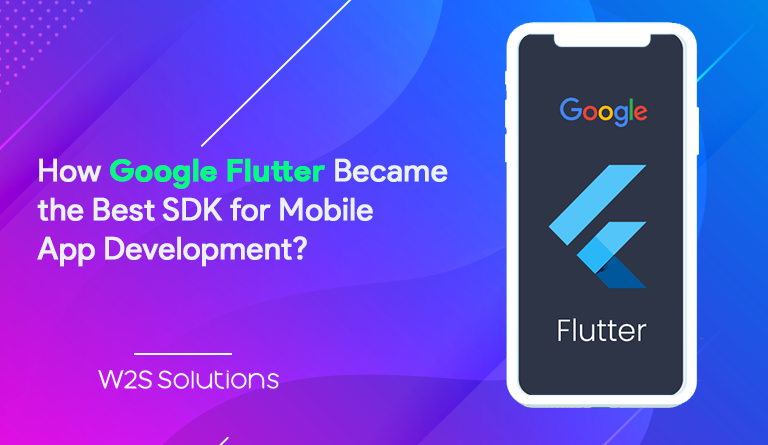 How Google Flutter Became
the Best SDK for Mobile
App Development?
W2S Solutions
Google
Flutter